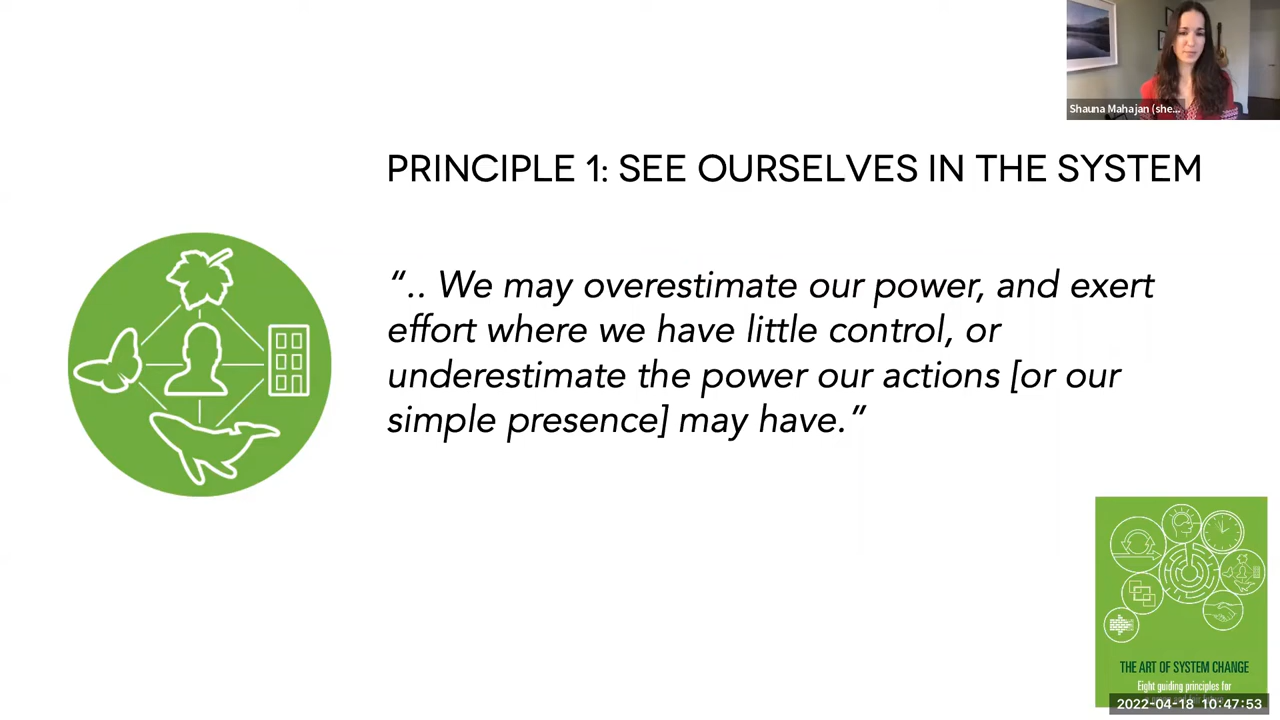 Shauna Mahajan (she...
PRINCIPLE 1: SEE OURSELVES IN THE SYSTEM
“.. We may overestimate our power, and exert
effort where we have little control, or
underestimate the power our actions [or our
simple presence] may have.”
THE ART OF SYSTEM CHANGE
Eight guiding principles for
2022-04-18 10:47:53